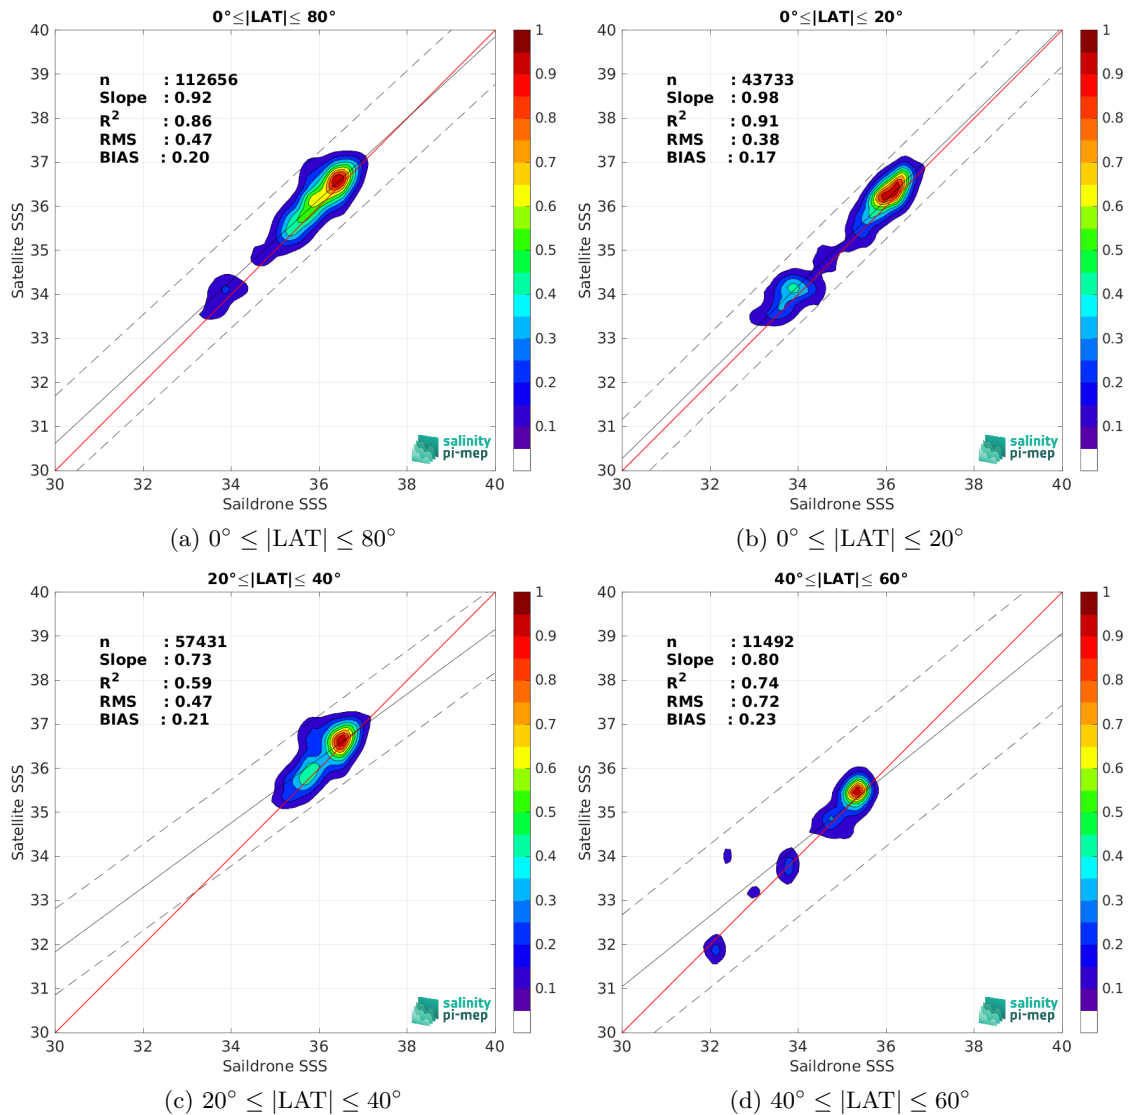 0°≤|LAT|≤ 80°
n : 112656
Slope : 0.92
R² : 0.86
RMS : 0.47
BIAS : 0.20
40
39
38
37
36
35
34
33
32
31
30
30 32 34 36 38 40
Satellite SSS
Saildrone SSS
1
0.9
0.8
0.7
0.6
0.5
0.4
0.3
0.2
0.1
salinity
pi-mep
(a) 0° ≤ |LAT| ≤ 80°
0°≤|LAT|≤ 20°
n : 43733
Slope : 0.98
R² : 0.91
RMS : 0.38
BIAS : 0.17
40
39
38
37
36
35
34
33
32
31
30
30 32 34 36 38 40
Satellite SSS
Saildrone SSS
1
0.9
0.8
0.7
0.6
0.5
0.4
0.3
0.2
0.1
salinity
pi-mep
(b) 0° ≤ |LAT| ≤ 20°
20°≤|LAT|≤ 40°
n : 57431
Slope : 0.73
R² : 0.59
RMS : 0.47
BIAS : 0.21
40
39
38
37
36
35
34
33
32
31
30
30 32 34 36 38 40
Satellite SSS
Saildrone SSS
1
0.9
0.8
0.7
0.6
0.5
0.4
0.3
0.2
0.1
salinity
pi-mep
(c) 20° ≤ |LAT| ≤ 40°
40°≤|LAT|≤ 60°
n : 11492
Slope : 0.80
R² : 0.74
RMS : 0.72
BIAS : 0.23
40
39
38
37
36
35
34
33
32
31
30
30 32 34 36 38 40
Satellite SSS
Saildrone SSS
1
0.9
0.8
0.7
0.6
0.5
0.4
0.3
0.2
0.1
salinity
pi-mep
(d) 40° ≤ |LAT| ≤ 60°